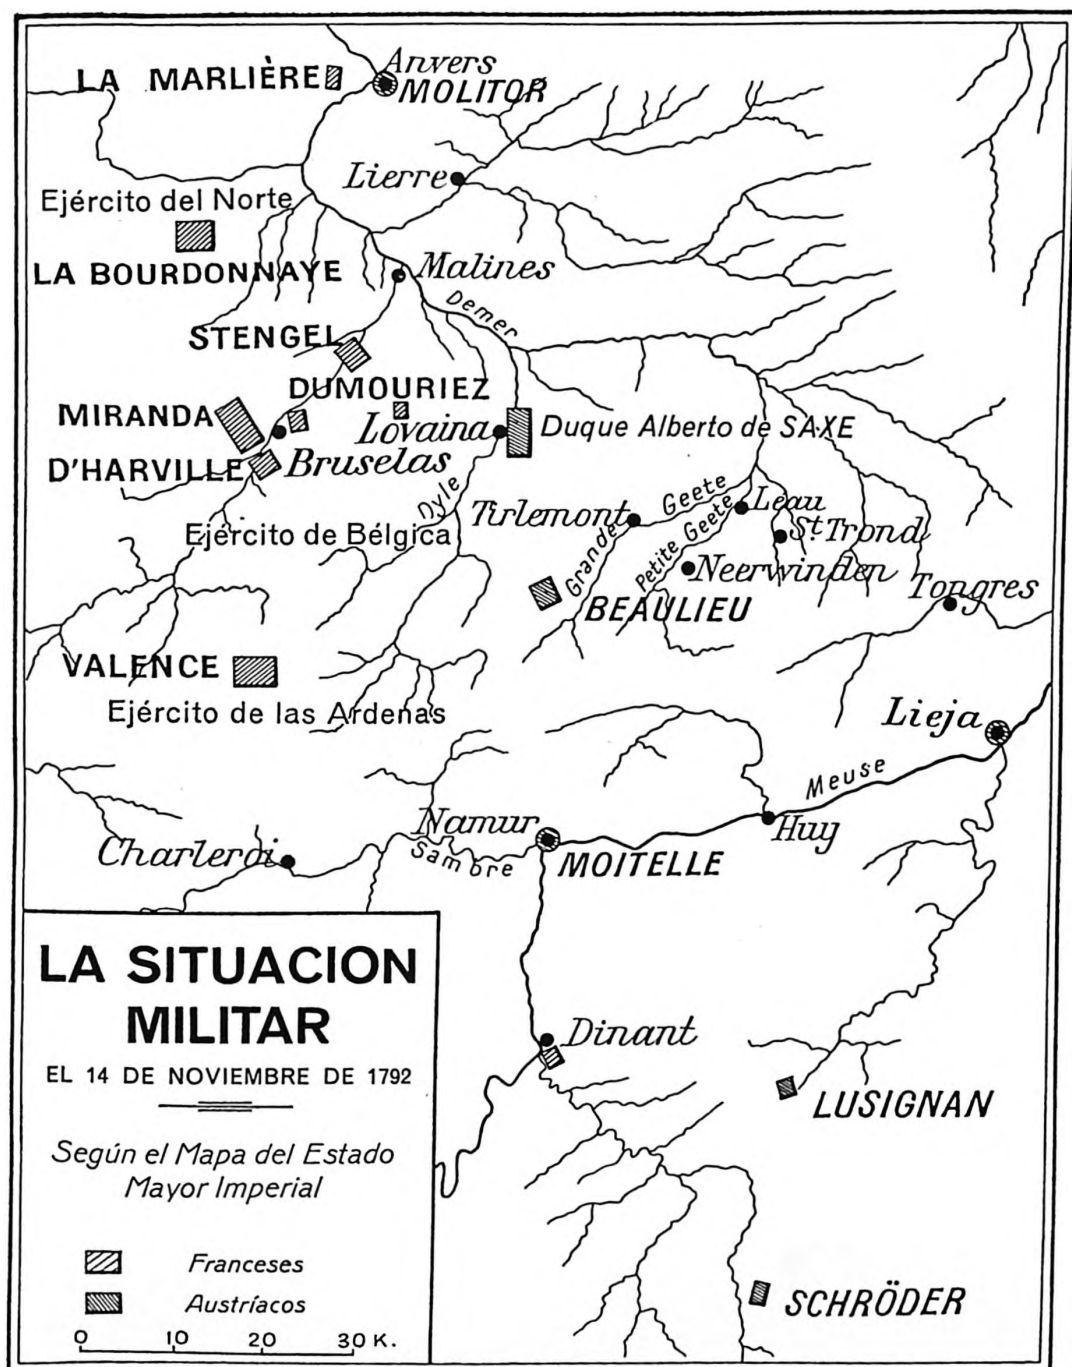 Anvers
LA MARLIÈRE
MOLITOR
Lierre
Ejército del Norte
LA BOURDONNAYE
Malines
Demer
STENGEL
DUMOURIEZ
MIRANDA
Lovaina
Duque Alberto de SAXE
D'HARVILLE
Bruselas
Dyle
Geete
Leau
Tirlemont
Ejército de Bélgica
St. Trond
Grande
Petite Geete
Neerwinden
Tongres
BEAULIEU
VALENCE
Ejército de las Ardenas
Lieja
Meuse
Namur
Huy
Charleroi
Sambre
MOITELLE
LA SITUACION
MILITAR
EL 14 DE NOVIEMBRE DE 1792
Según el Mapa del Estado
Mayor Imperial
Franceses
Austríacos
0 10 20 30 K.
Dinant
LUSIGNAN
SCHRÖDER